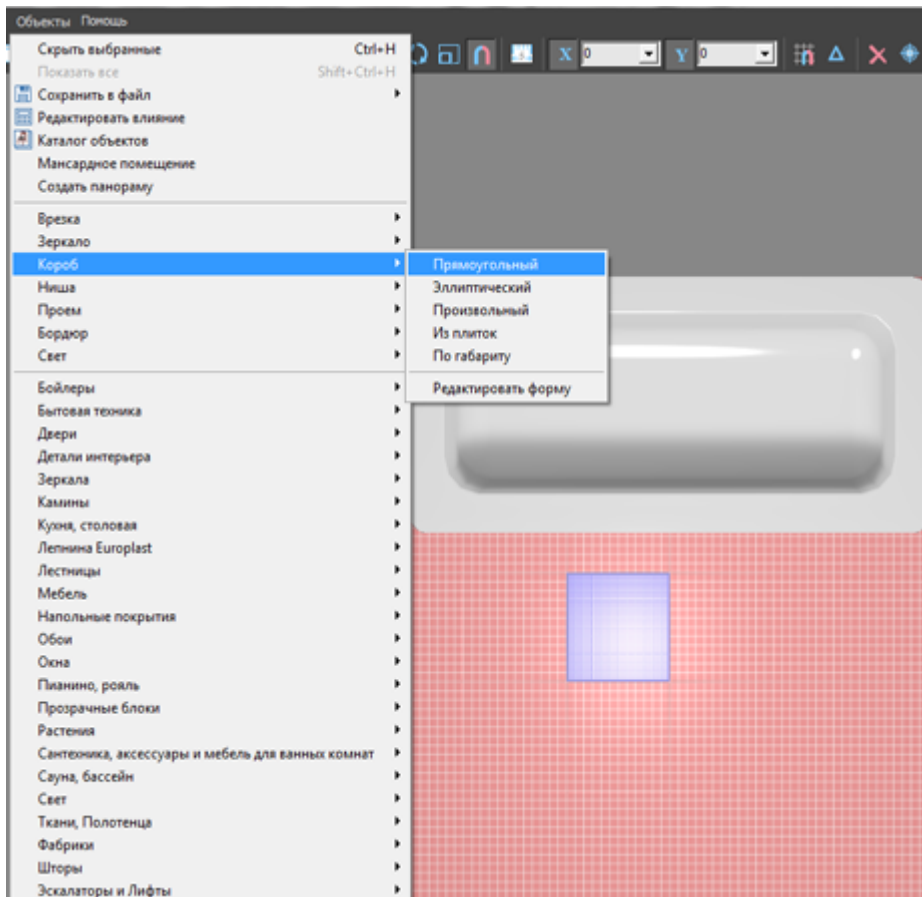 Объекты Помощь
Скрыть выбранные Ctrl+H
Показать все Shift+Ctrl+H
X 0 Y 0
Сохранить в файл
Редактировать влияние
Каталог объектов
Мансардное помещение
Создать панораму
Врезка
Зеркало
Короб Прямоугольный
Ниша Эллиптический
Проем Произвольный
Бордюр Из плиток
Свет По габариту
Бойлеры Редактировать форму
Бытовая техника
Двери
Детали интерьера
Зеркала
Камины
Кухня, столовая
Лепнина Europlast
Лестницы
Мебель
Напольные покрытия
Обои
Окна
Пианино, рояль
Прозрачные блоки
Растения
Сантехника, аксессуары и мебель для ванных комнат
Сауна, бассейн
Свет
Ткани, Полотенца
Фабрики
Шторы
Эскалаторы и Лифты